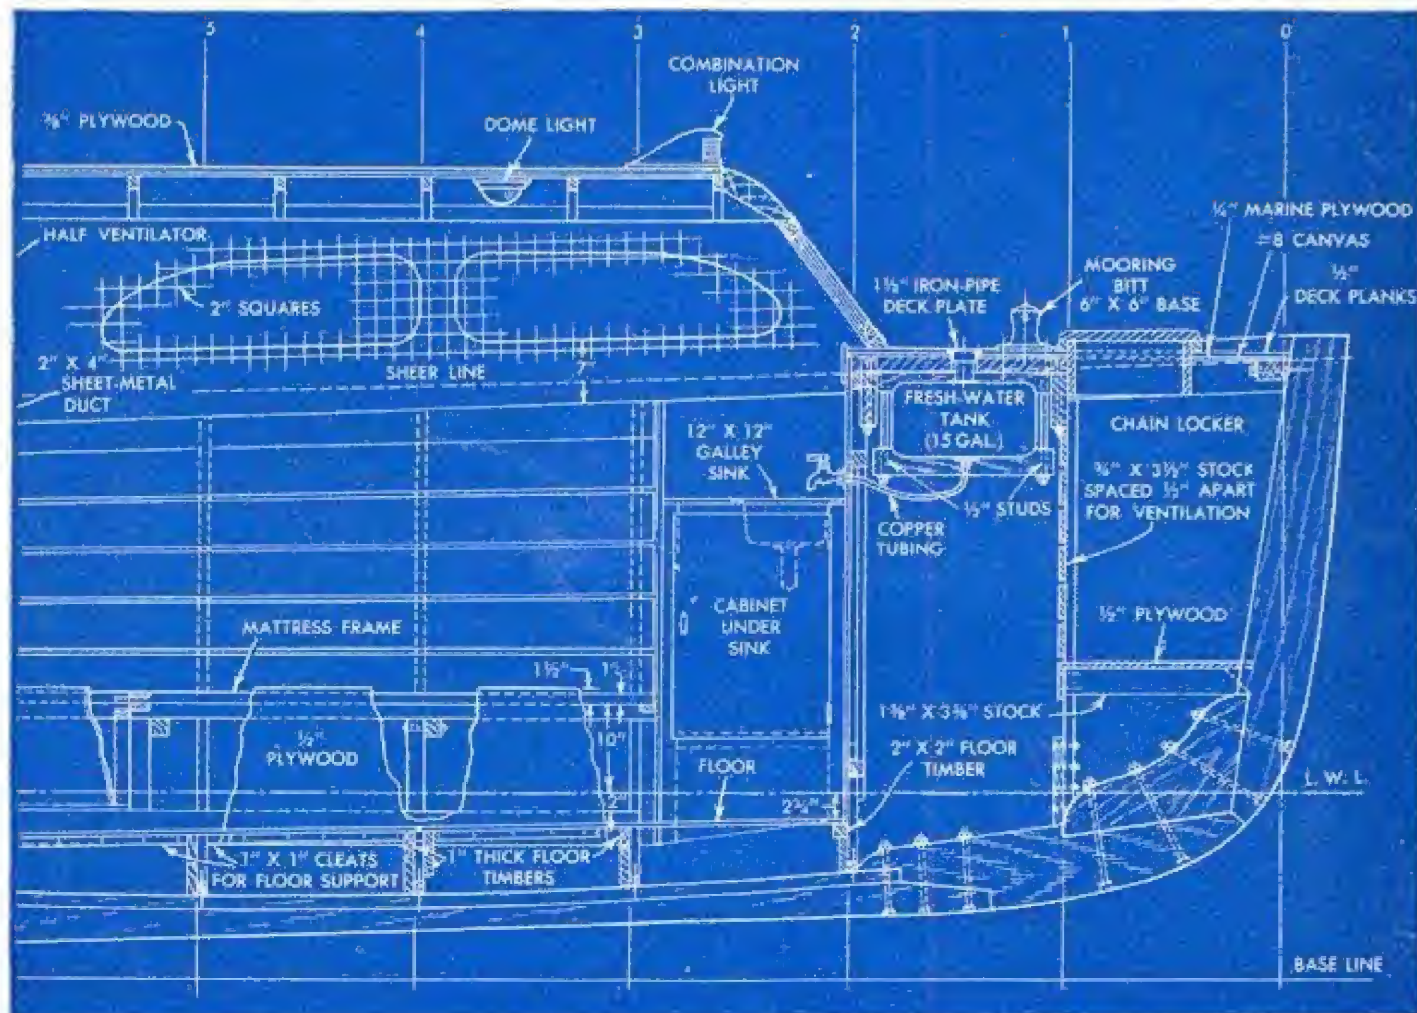 5 4 3 2 1 0
COMBINATION
LIGHT
⅜" PLYWOOD
DOME LIGHT
HALF VENTILATOR
¼" MARINE PLYWOOD
#8 CANVAS
½"
DECK PLANKS
MOORING
BITT
6" X 6" BASE
1½" IRON-PIPE
DECK PLATE
2" SQUARES
2" X 4"
SHEET-METAL
DUCT
SHEER LINE
7"
FRESH-WATER
TANK
(15 GAL.)
CHAIN LOCKER
12" X 12"
GALLEY
SINK
¾" X 3½" STOCK
SPACED ½" APART
FOR VENTILATION
½" STUDS
COPPER
TUBING
CABINET
UNDER
SINK
½" PLYWOOD
MATTRESS FRAME
1½"
1"
1⅝" X 3⅝" STOCK
½"
PLYWOOD
10"
FLOOR
2" X 2" FLOOR
TIMBER
L. W. L.
2"
2¾"
1" X 1" CLEATS
FOR FLOOR SUPPORT
1" THICK FLOOR
TIMBERS
BASE LINE